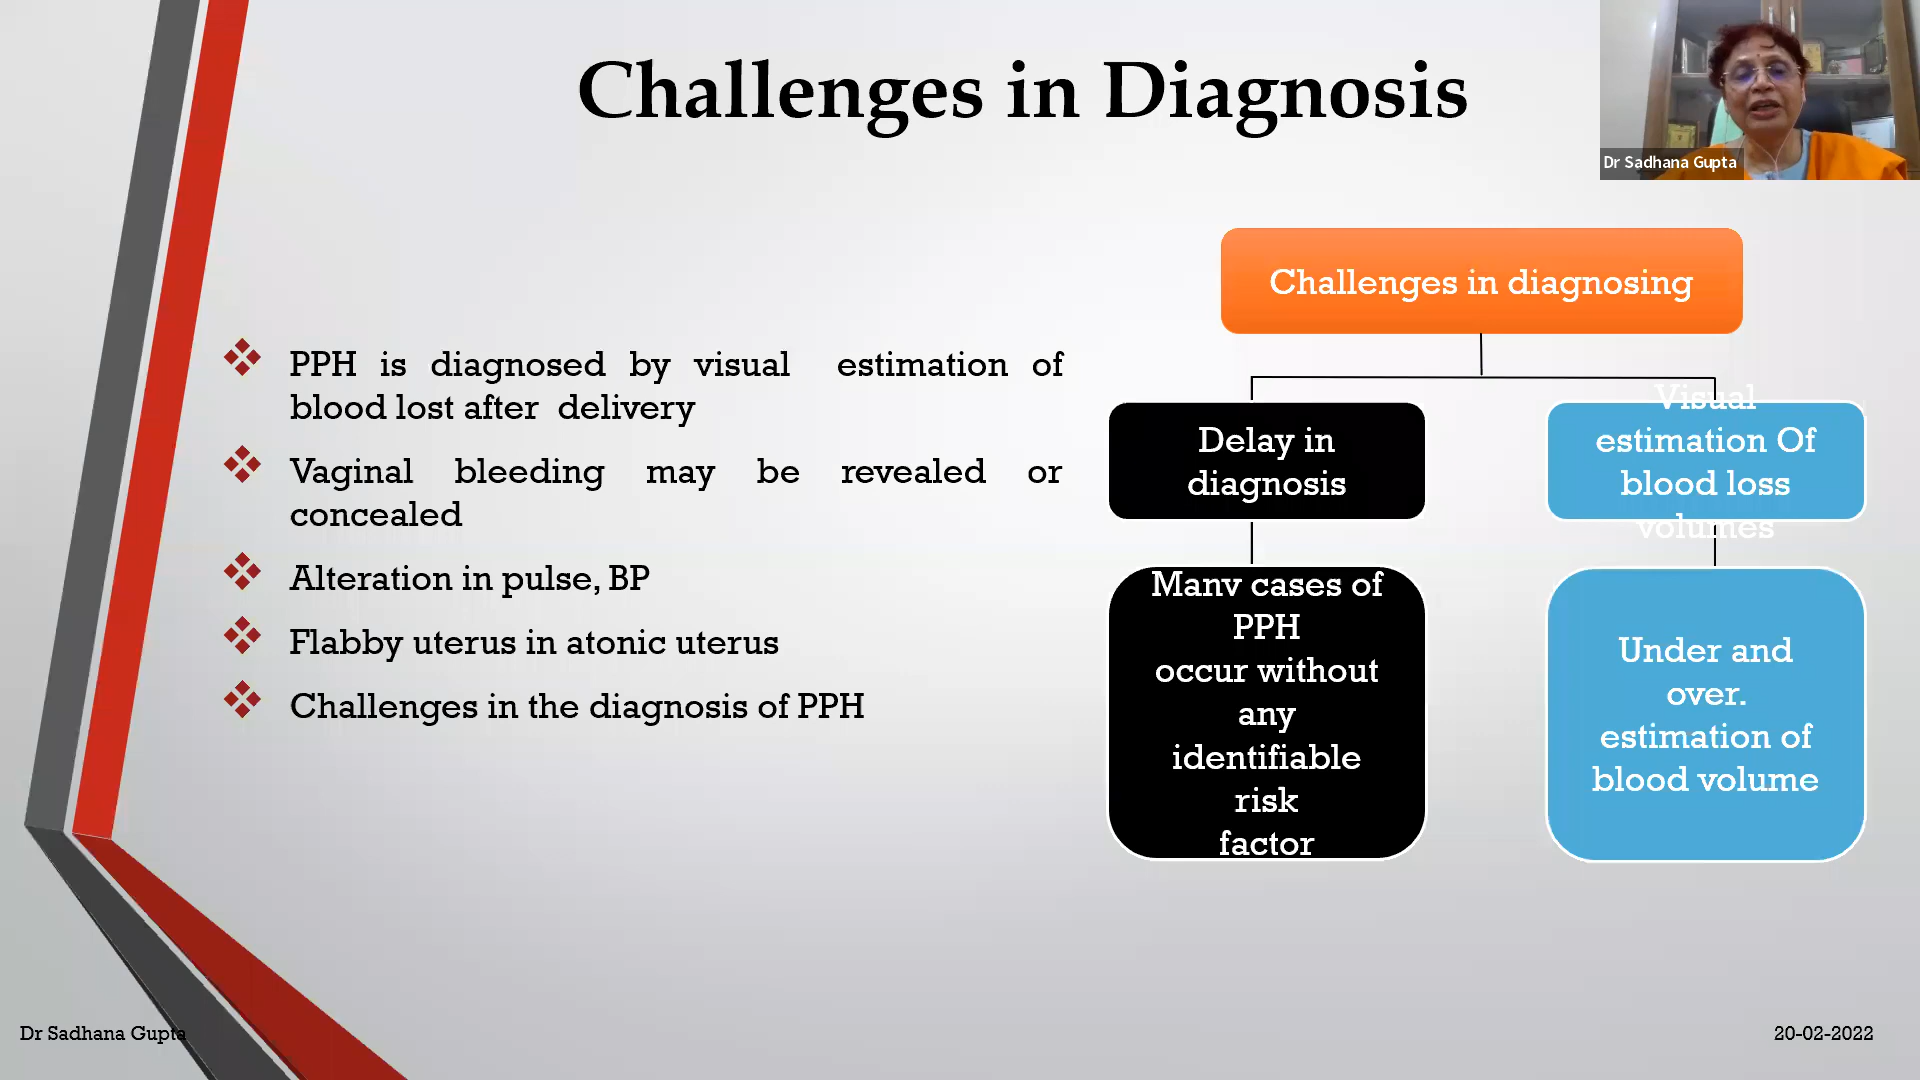 Challenges in Diagnosis
Dr Sadhana Gupta
PPH is diagnosed by visual estimation of
blood lost after delivery
Vaginal bleeding may be revealed or
concealed
Alteration in pulse, BP
Flabby uterus in atonic uterus
Challenges in the diagnosis of PPH
Challenges in diagnosing
Delay in
diagnosis
Many cases of
PPH
occur without
any
identifiable
risk
factor
Visual
estimation Of
blood loss
volumes
Under and
over.
estimation of
blood volume
Dr Sadhana Gupta
20-02-2022